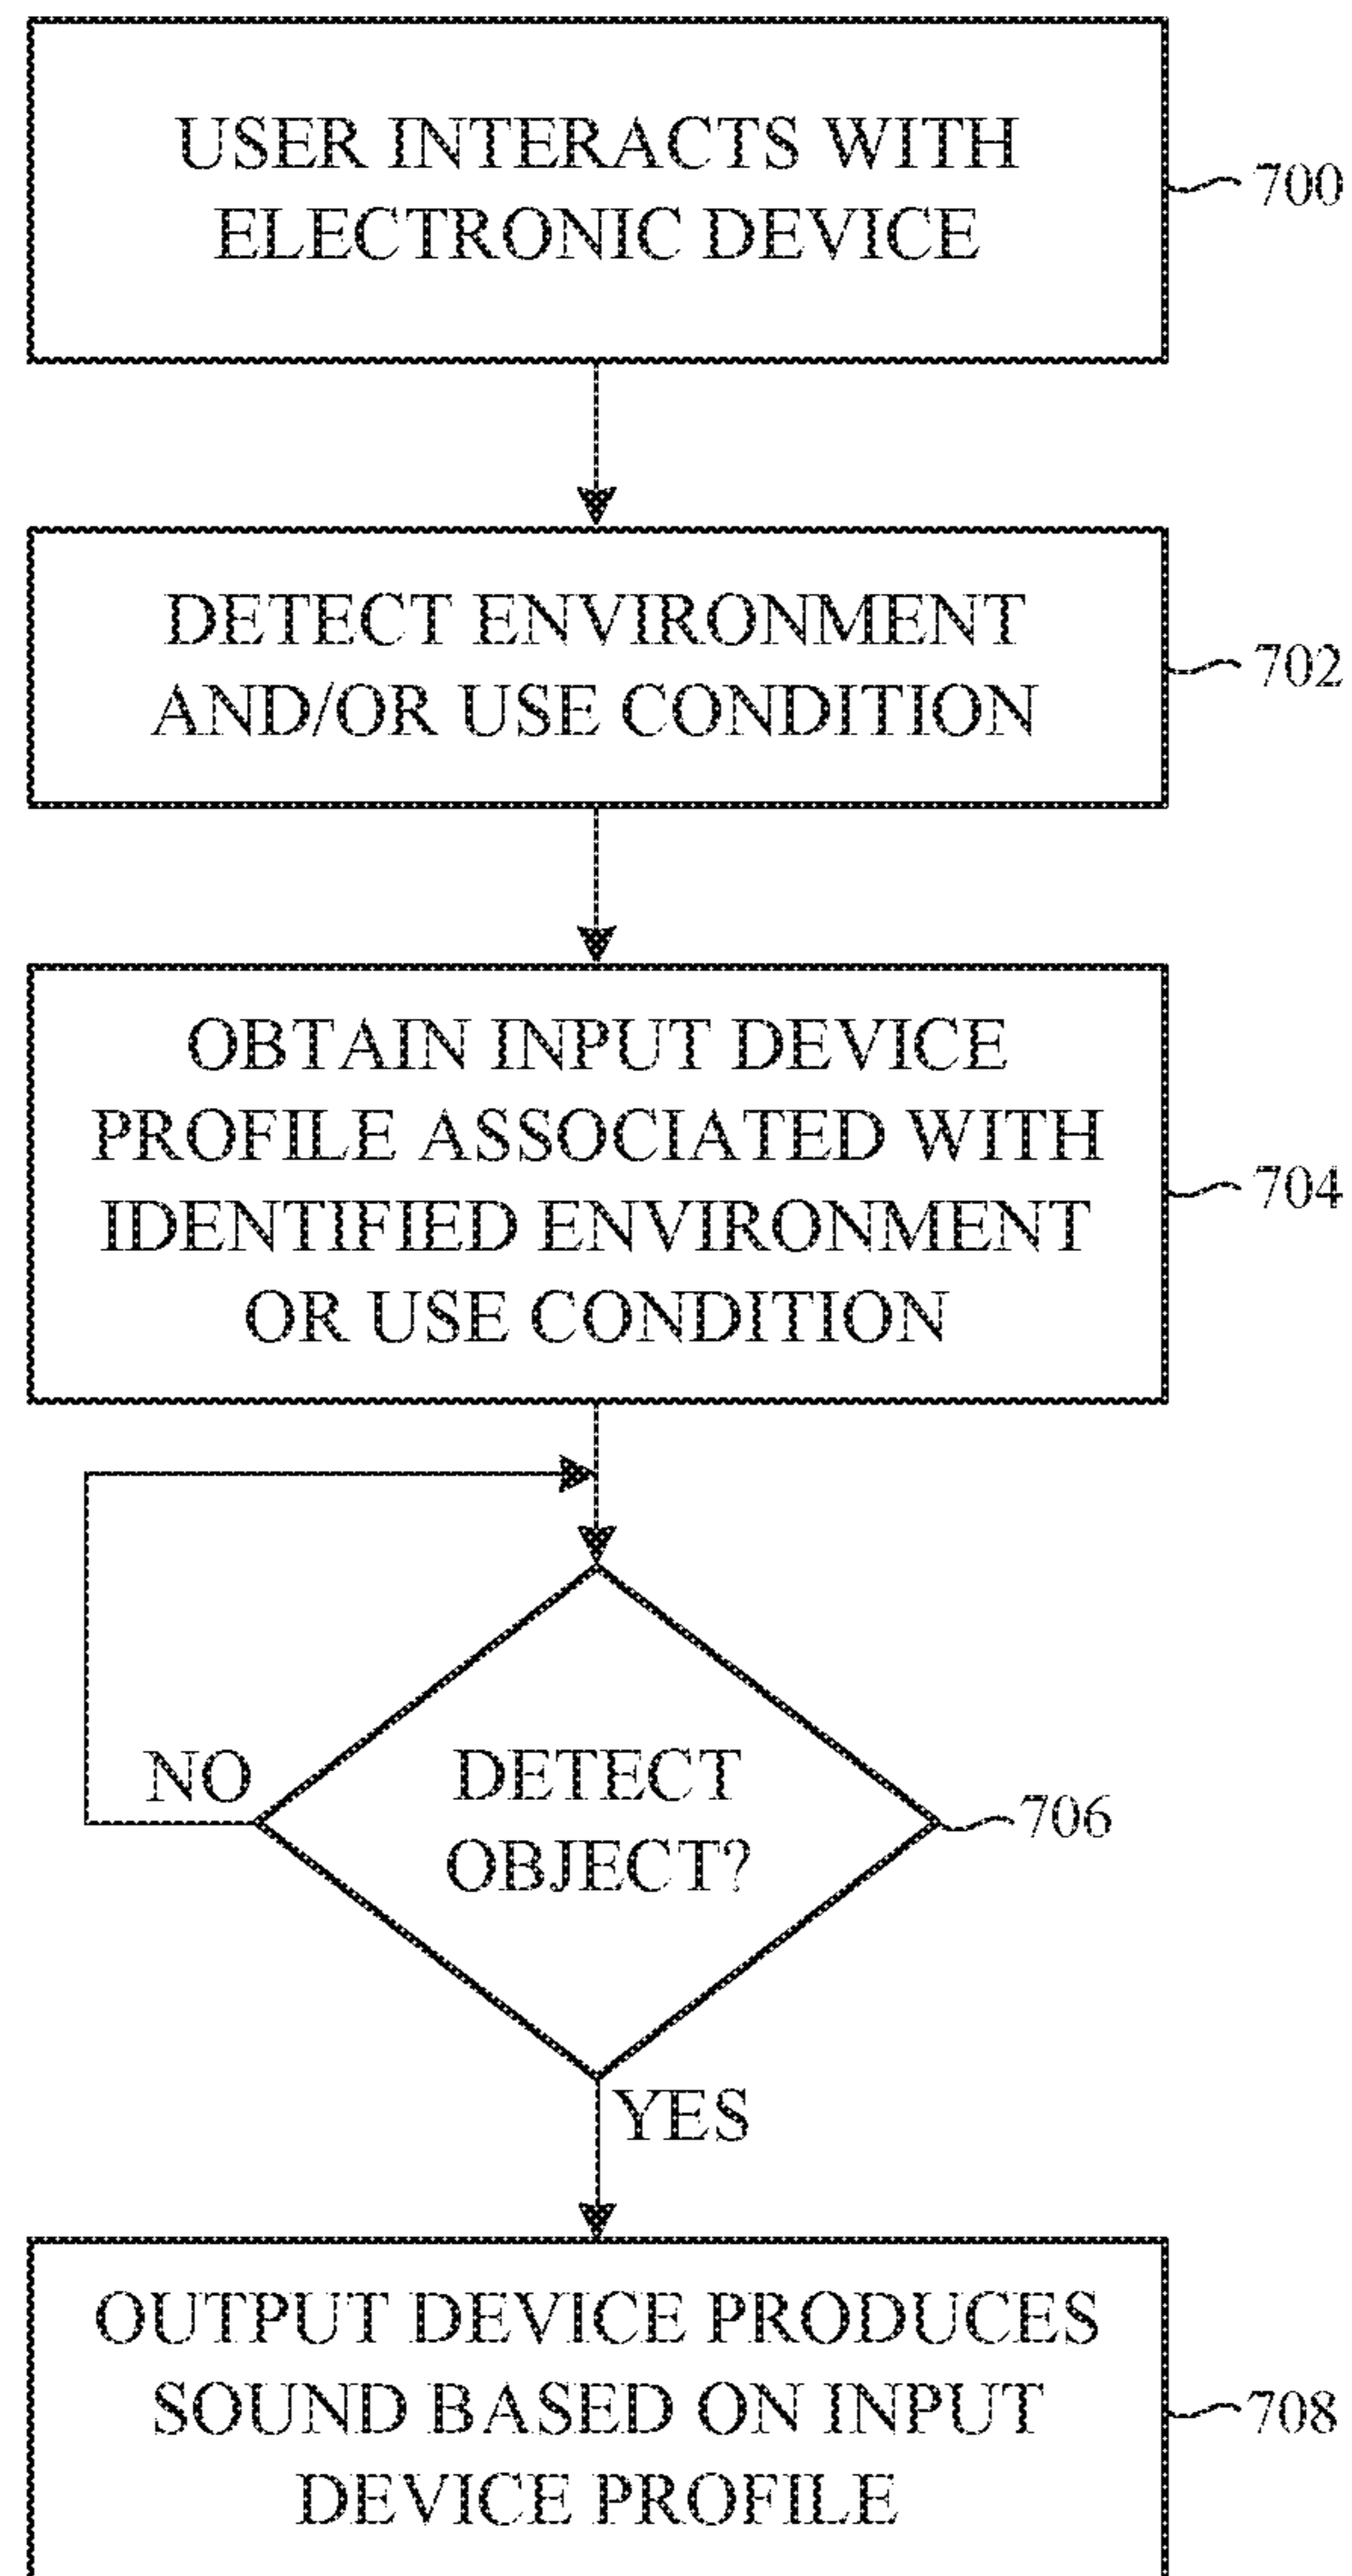 USER INTERACTS WITH
ELECTRONIC DEVICE
700
DETECT ENVIRONMENT
AND/OR USE CONDITION
702
OBTAIN INPUT DEVICE
PROFILE ASSOCIATED WITH
IDENTIFIED ENVIRONMENT
OR USE CONDITION
704
NO
DETECT
OBJECT?
706
YES
OUTPUT DEVICE PRODUCES
SOUND BASED ON INPUT
DEVICE PROFILE
708